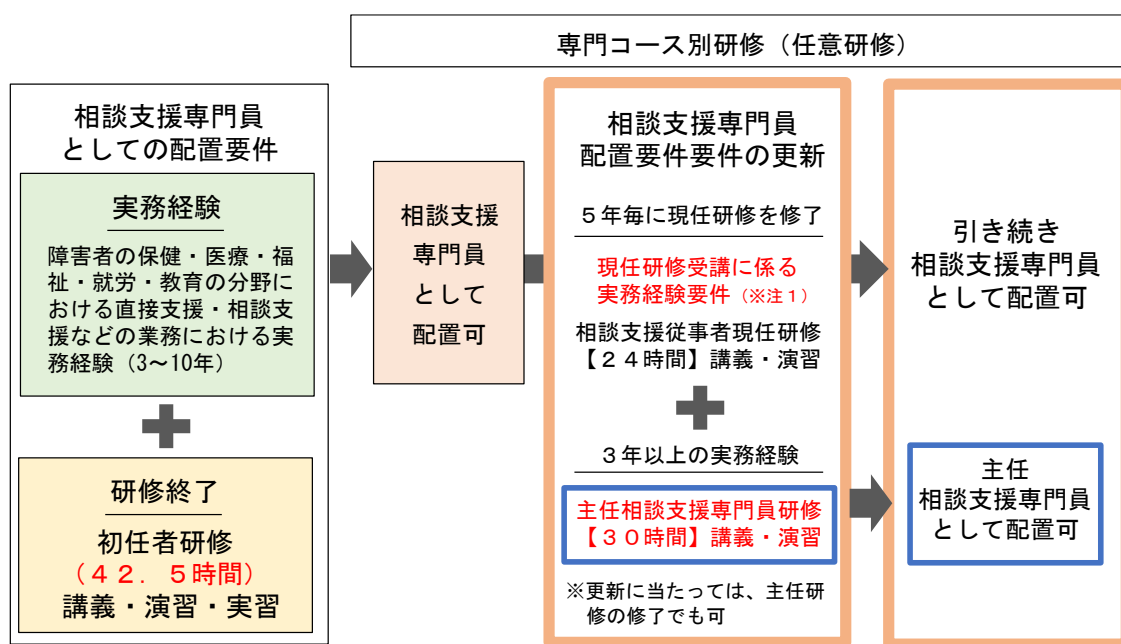 専門コース別研修（任意研修）
相談支援専門員
としての配置要件
実務経験
障害者の保健・医療・福
祉・就労・教育の分野に
おける直接支援・相談支
援などの業務における実
務経験（3～10年）
研修終了
初任者研修
（４２．５時間）
講義・演習・実習
相談支援
専門員
として
配置可
相談支援専門員
配置要件要件の更新
５年毎に現任研修を修了
現任研修受講に係る
実務経験要件（※注１）
相談支援従事者現任研修
【２４時間】講義・演習
３年以上の実務経験
主任相談支援専門員研修
【３０時間】講義・演習
※更新に当たっては、主任研
修の修了でも可
引き続き
相談支援専門員
として配置可
主任
相談支援専門員
として配置可